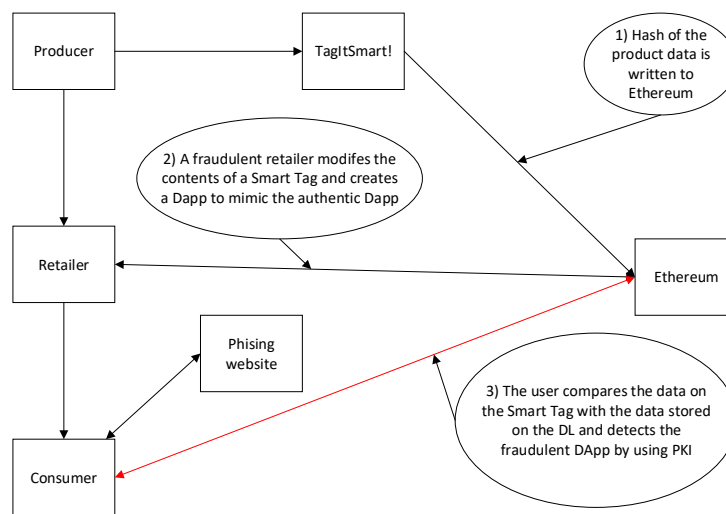 Producer
TagItSmart!
1) Hash of the
product data is
written to
Ethereum
2) A fraudulent retailer modifes the
contents of a Smart Tag and creates
a Dapp to mimic the authentic Dapp
Retailer
Ethereum
Phising
website
3) The user compares the data on
the Smart Tag with the data stored
on the DL and detects the
fraudulent DApp by using PKI
Consumer